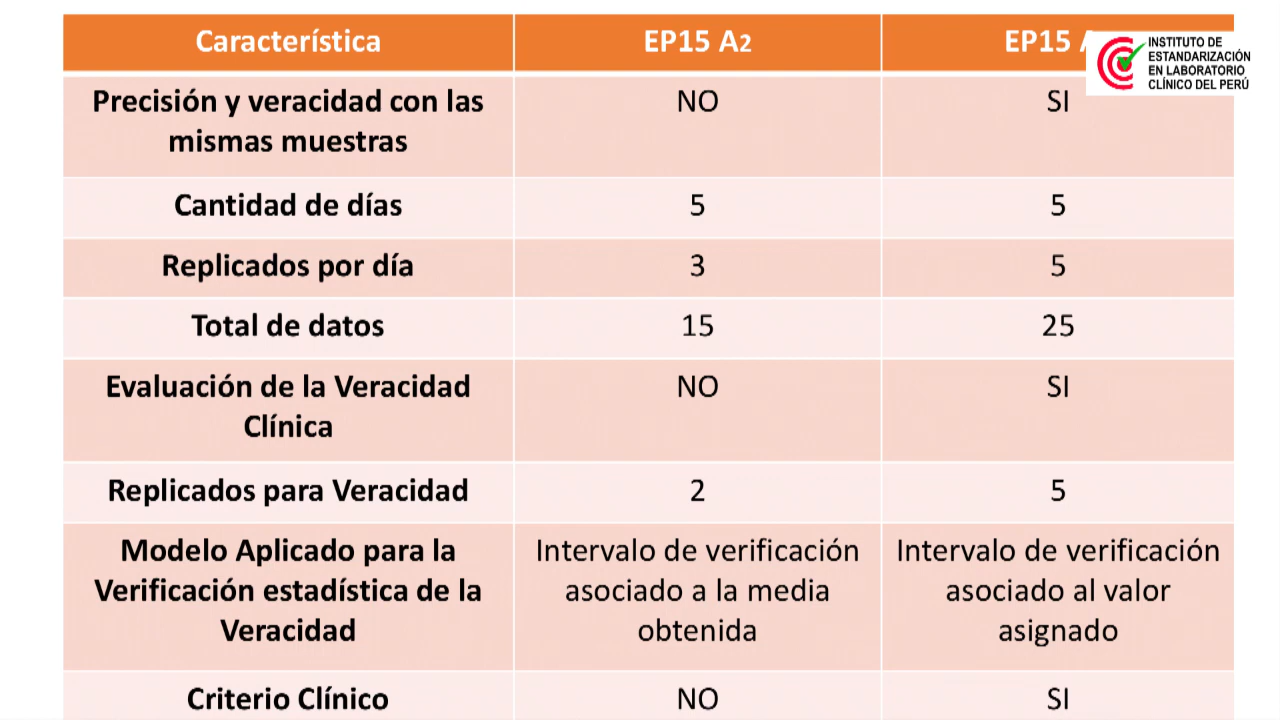 Característica
EP15 A2
EP15
INSTITUTO DE
ESTANDARIZACIÓN
EN LABORATORIO
CLÍNICO DEL PERÚ
Precisión y veracidad con las
mismas muestras
NO
SI
Cantidad de días
5
5
Replicados por día
3
5
Total de datos
15
25
Evaluación de la Veracidad
Clínica
NO
SI
Replicados para Veracidad
2
5
Modelo Aplicado para la
Verificación estadística de la
Veracidad
Intervalo de verificación
asociado a la media
obtenida
Intervalo de verificación
asociado al valor
asignado
Criterio Clínico
NO
SI